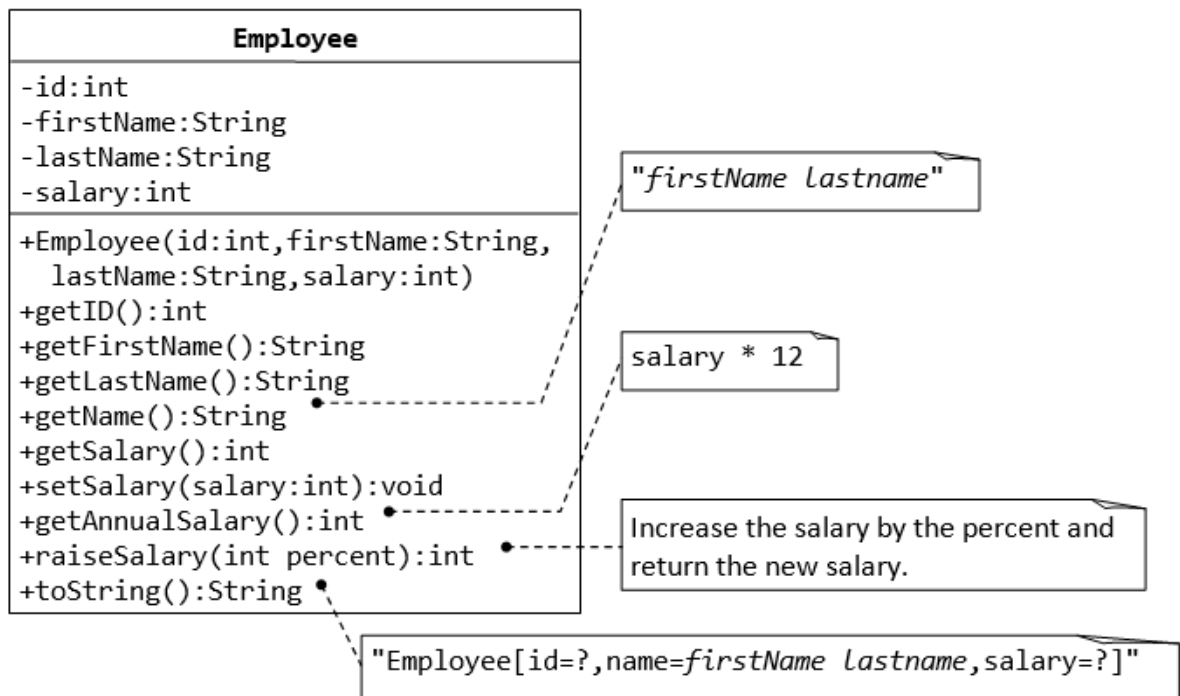 Employee
-id:int
-firstName:String
-lastName:String
-salary:int
+Employee(id:int,firstName:String,
lastName:String,salary:int)
+getID():int
+getFirstName():String
+getLastName():String
+getName():String
+getSalary():int
+setSalary(salary:int):void
+getAnnualSalary():int
+raiseSalary(int percent):int
+toString():String
"firstName lastname"
salary * 12
Increase the salary by the percent and
return the new salary.
"Employee[id=?,name=firstName lastname,salary=?]"